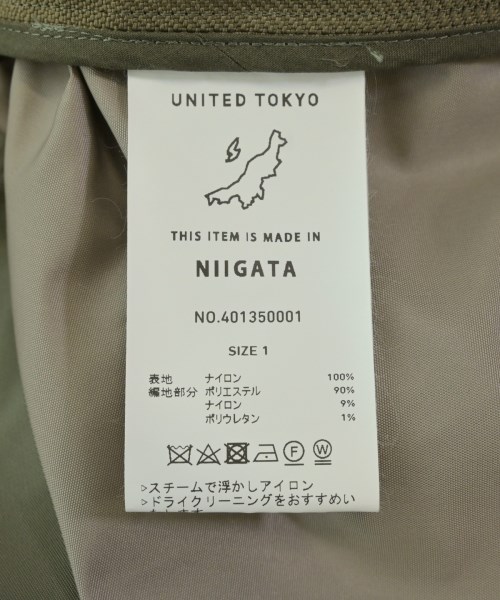 UNITED TOKYO
THIS ITEM IS MADE IN
NIIGATA
NO.401350001
SIZE 1
表地 ナイロン 100%
編地部分 ポリエステル 90%
ナイロン 9%
ポリウレタン 1%
F W
>スチームで浮かしアイロン
>ドライクリーニングをおすすめい